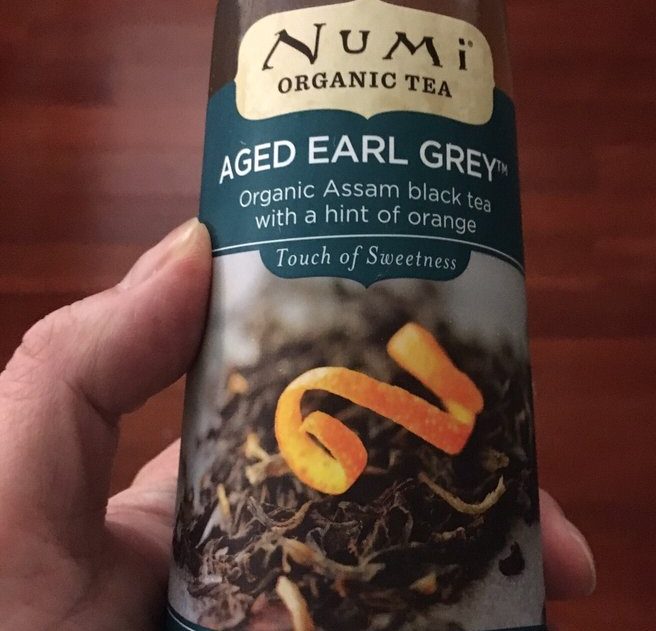 NUMi®
ORGANIC TEA
AGED EARL GREY™
Organic Assam black tea
with a hint of orange
Touch of Sweetness